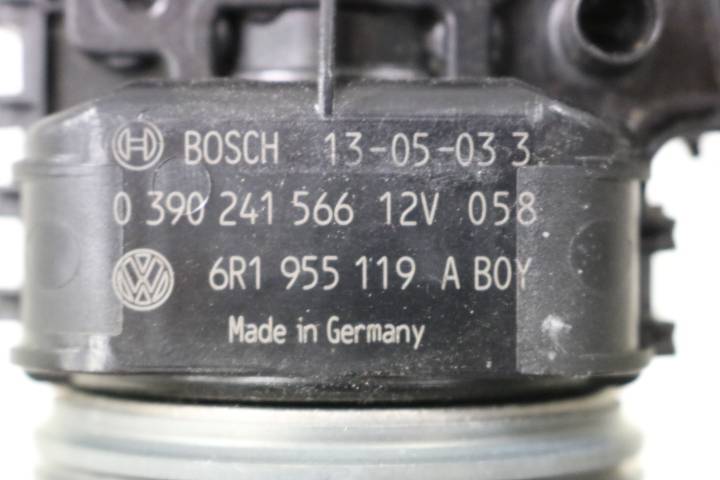 BOSCH 13-05-03 3
0 390 241 566 12V 058
6R1 955 119 A BOY
Made in Germany